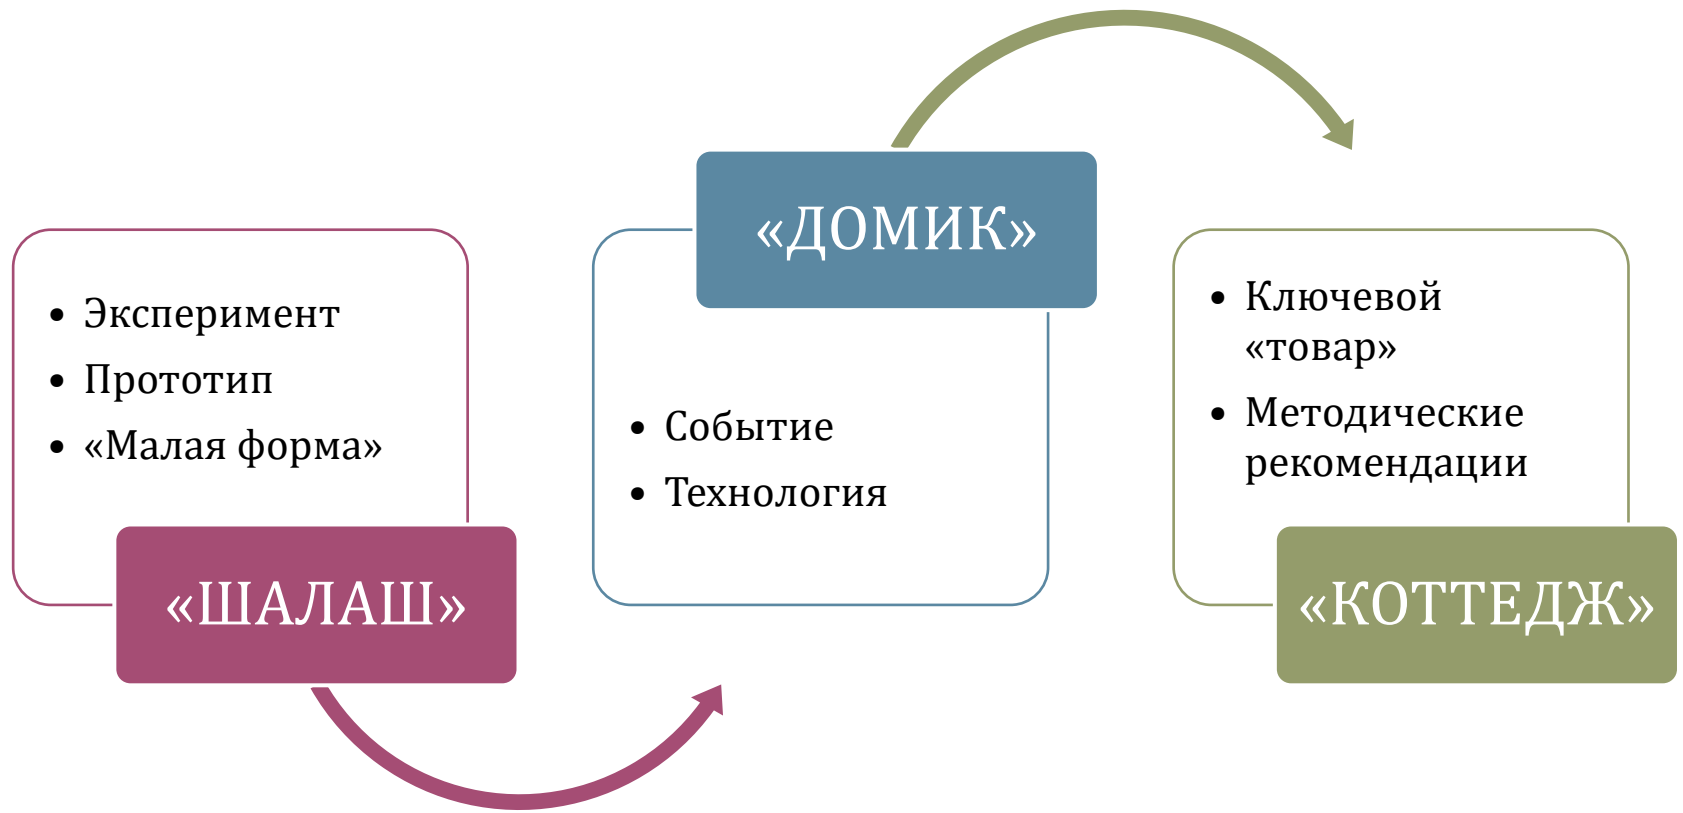 • Эксперимент
• Прототип
• «Малая форма»
«ШАЛАШ»
«ДОМИК»
• Событие
• Технология
• Ключевой
«товар»
• Методические
рекомендации
«КОТТЕДЖ»